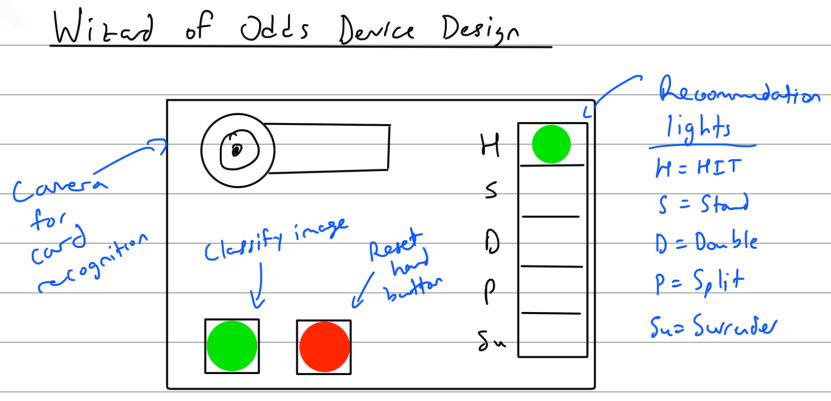 Wizard of Odds Device Design
Camera
for
card
recognition
Classify image
Reset
hand
button
H
S
D
P
Su
Recommendation
lights
H = HIT
S = Stand
D = Double
P = Split
Su = Surrender